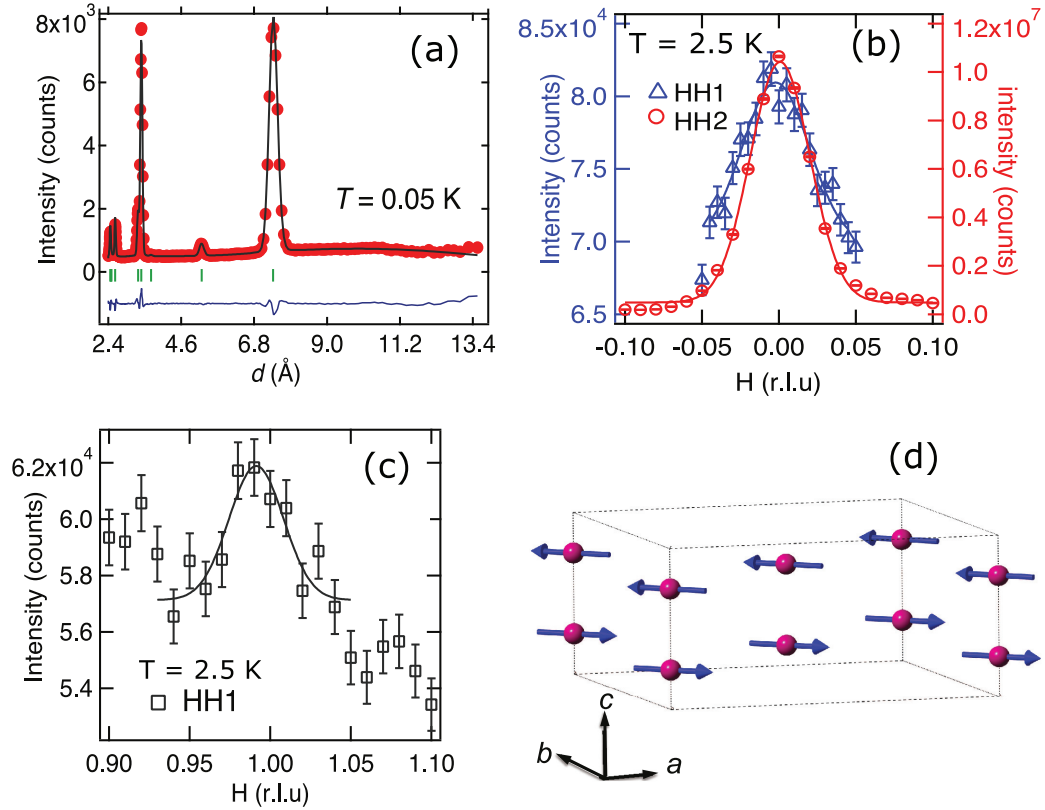 8x10³
6
4
2
0
Intensity (counts)
(a)
T = 0.05 K
2.4 4.6 6.8 9.0 11.2 13.4
d (Å)
8.5x10⁴
8.0
7.5
7.0
6.5
Intensity (counts)
T = 2.5 K
(b)
HH1
HH2
1.2x10⁷
1.0
0.8
0.6
0.4
0.2
0.0
intensity (counts)
-0.10 -0.05 0.00 0.05 0.10
H (r.l.u)
6.2x10⁴
6.0
5.8
5.6
5.4
Intensity (counts)
(c)
T = 2.5 K
HH1
0.90 0.95 1.00 1.05 1.10
H (r.l.u)
(d)
c
b
a